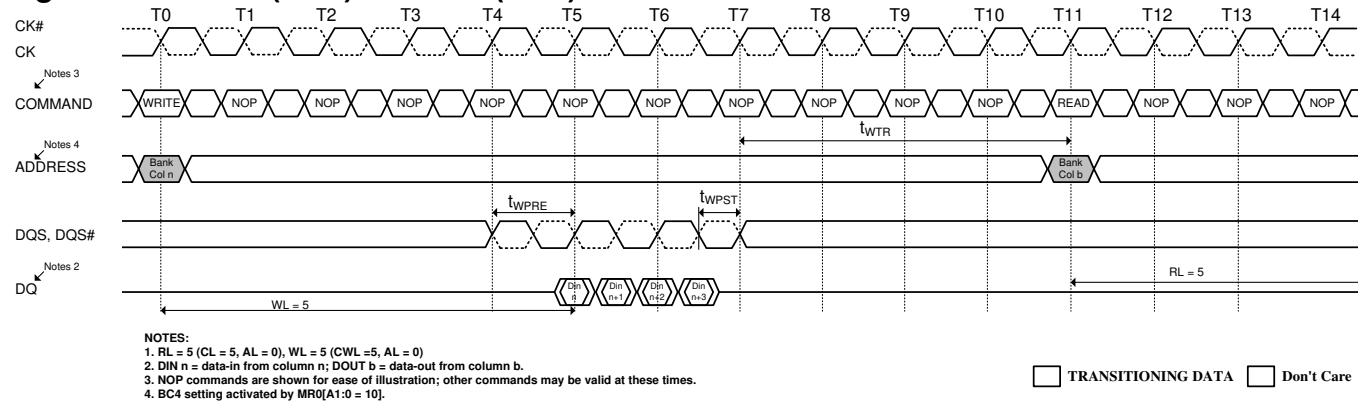 T0 T1 T2 T3 T4 T5 T6 T7 T8 T9 T10 T11 T12 T13 T14
CK#
CK
Notes 3
COMMAND WRITE NOP NOP NOP NOP NOP NOP NOP NOP NOP NOP READ NOP NOP NOP
tWTR
Notes 4
ADDRESS
Bank Bank
Col n Col b
tWPRE tWPST
DQS, DQS#
Notes 2
RL = 5
DQ
Din Din Din Din
n n+1 n+2 n+3
WL = 5
NOTES:
1. RL = 5 (CL = 5, AL = 0), WL = 5 (CWL =5, AL = 0)
2. DIN n = data-in from column n; DOUT b = data-out from column b.
3. NOP commands are shown for ease of illustration; other commands may be valid at these times.
4. BC4 setting activated by MR0[A1:0 = 10].
TRANSITIONING DATA Don't Care